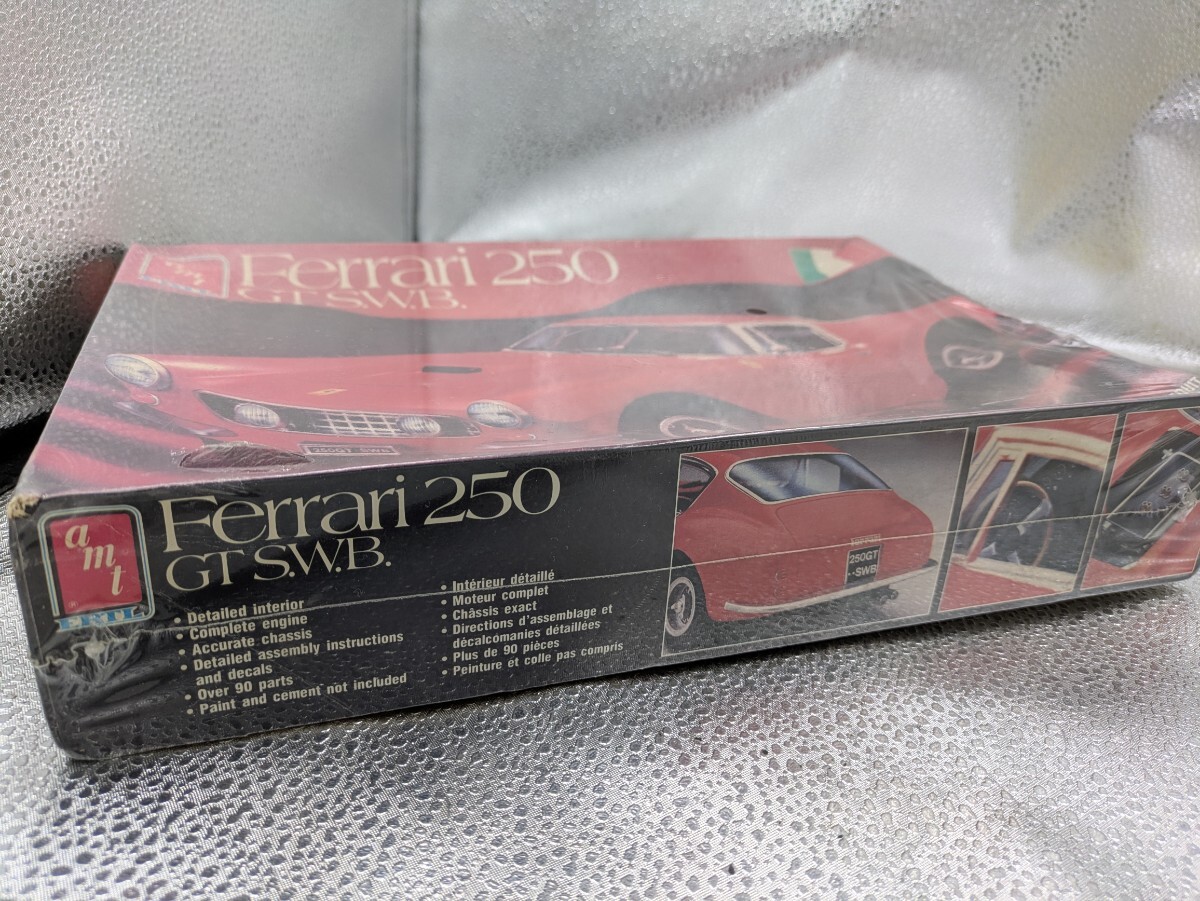 Ferrari 250
GT S.W.B.
250GT SWB
amt
ERTL
Ferrari 250
GT S.W.B.
• Detailed interior
• Complete engine
• Accurate chassis
• Detailed assembly instructions
and decals
• Over 90 parts
• Paint and cement not included
• Intérieur détaillé
• Moteur complet
• Châssis exact
• Directions d'assemblage et
décalcomanies détaillées
• Plus de 90 pièces
• Peinture et colle pas compris
250GT
--SWB